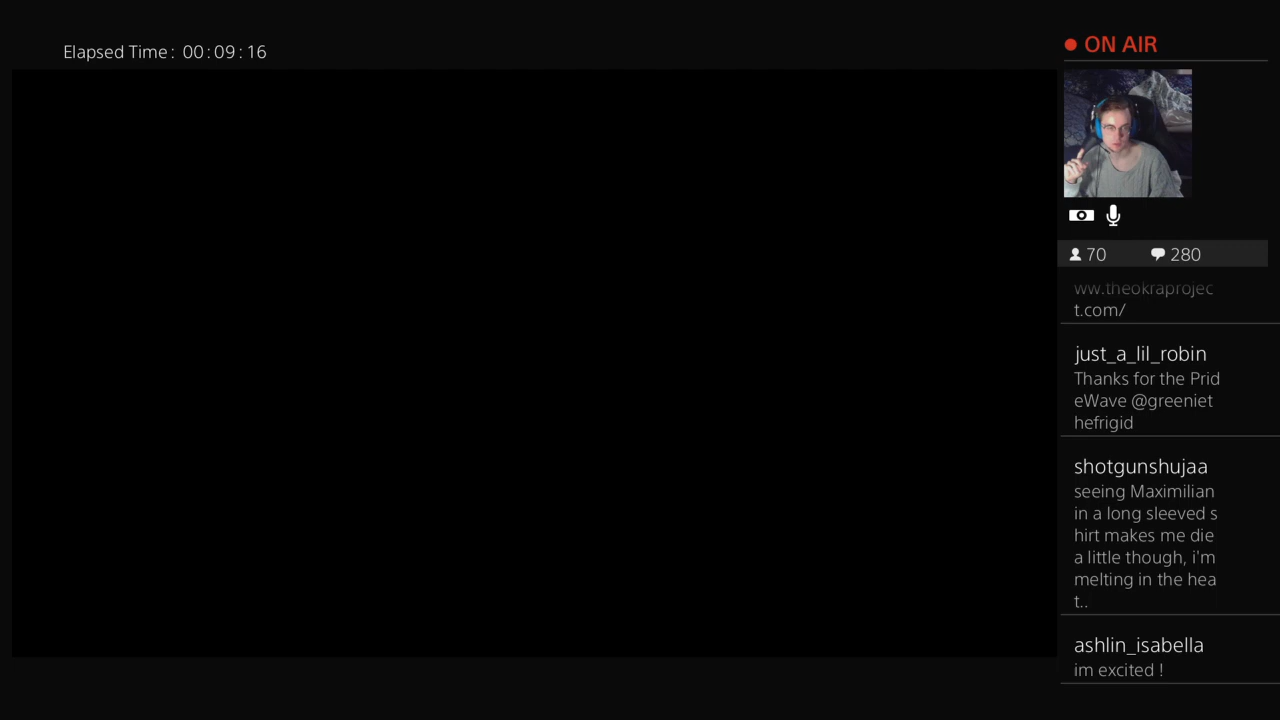 Elapsed Time: 00:09:16
ON AIR
70 280
ww.theokraprojec
t.com/
just_a_lil_robin
Thanks for the Prid
eWave @greeniet
hefrigid
shotgunshujaa
seeing Maximilian
in a long sleeved s
hirt makes me die
a little though, i'm
melting in the hea
t..
ashlin_isabella
im excited !